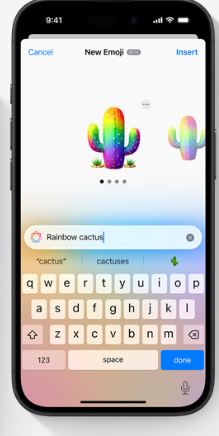 9:41
Cancel New Emoji BETA Insert
Rainbow cactus
"cactus" cactuses
q w e r t y u i o p
a s d f g h j k l
z x c v b n m
123 space done